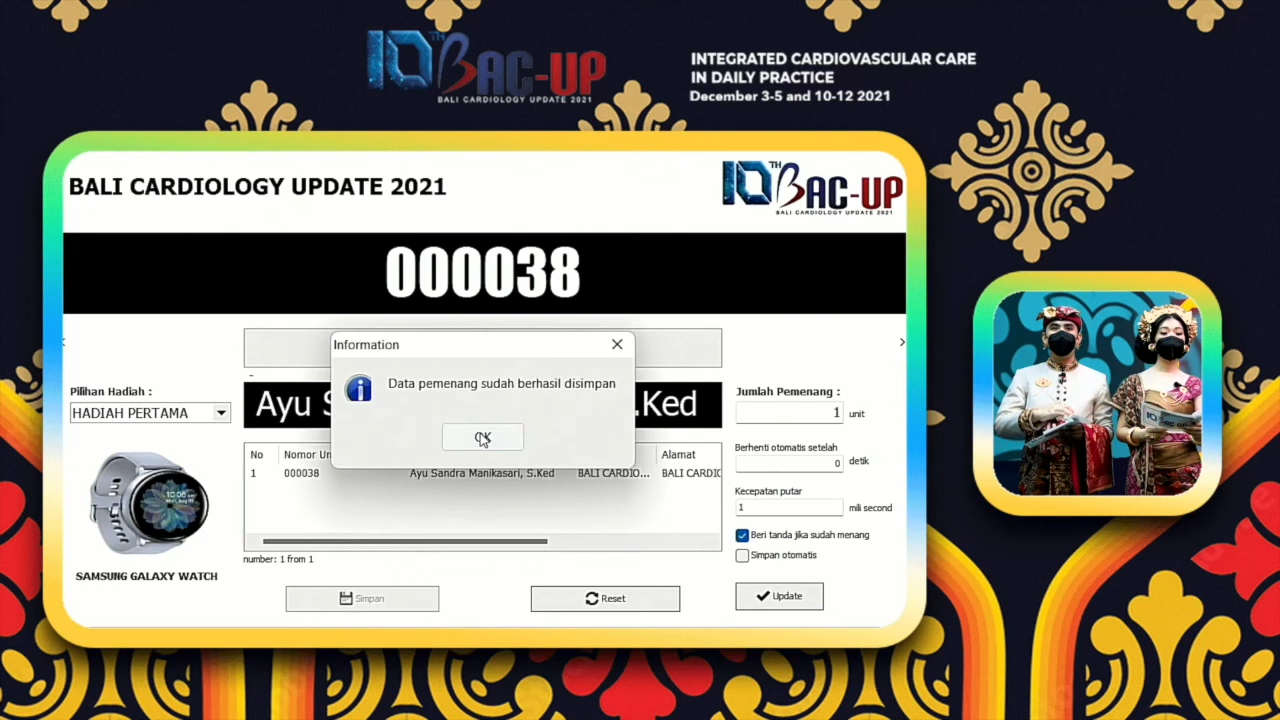 10TH BAC-UP
BALI CARDIOLOGY UPDATE 2021
INTEGRATED CARDIOVASCULAR CARE
IN DAILY PRACTICE
December 3-5 and 10-12 2021
BALI CARDIOLOGY UPDATE 2021
10TH BAC-UP
BALI CARDIOLOGY UPDATE 2021
000038
Information
Data pemenang sudah berhasil disimpan
OK
Pilihan Hadiah :
HADIAH PERTAMA
SAMSUNG GALAXY WATCH
-
Ayu S
.Ked
No Nomor Un Alamat
1 000038 Ayu Sandra Manikasari, S.Ked BALI CARDIO... BALI CARDIC
number: 1 from 1
Simpan
Reset
Jumlah Pemenang :
1 unit
Berhenti otomatis setelah
0 detik
Kecepatan putar
1 mili second
Beri tanda jika sudah menang
Simpan otomatis
Update